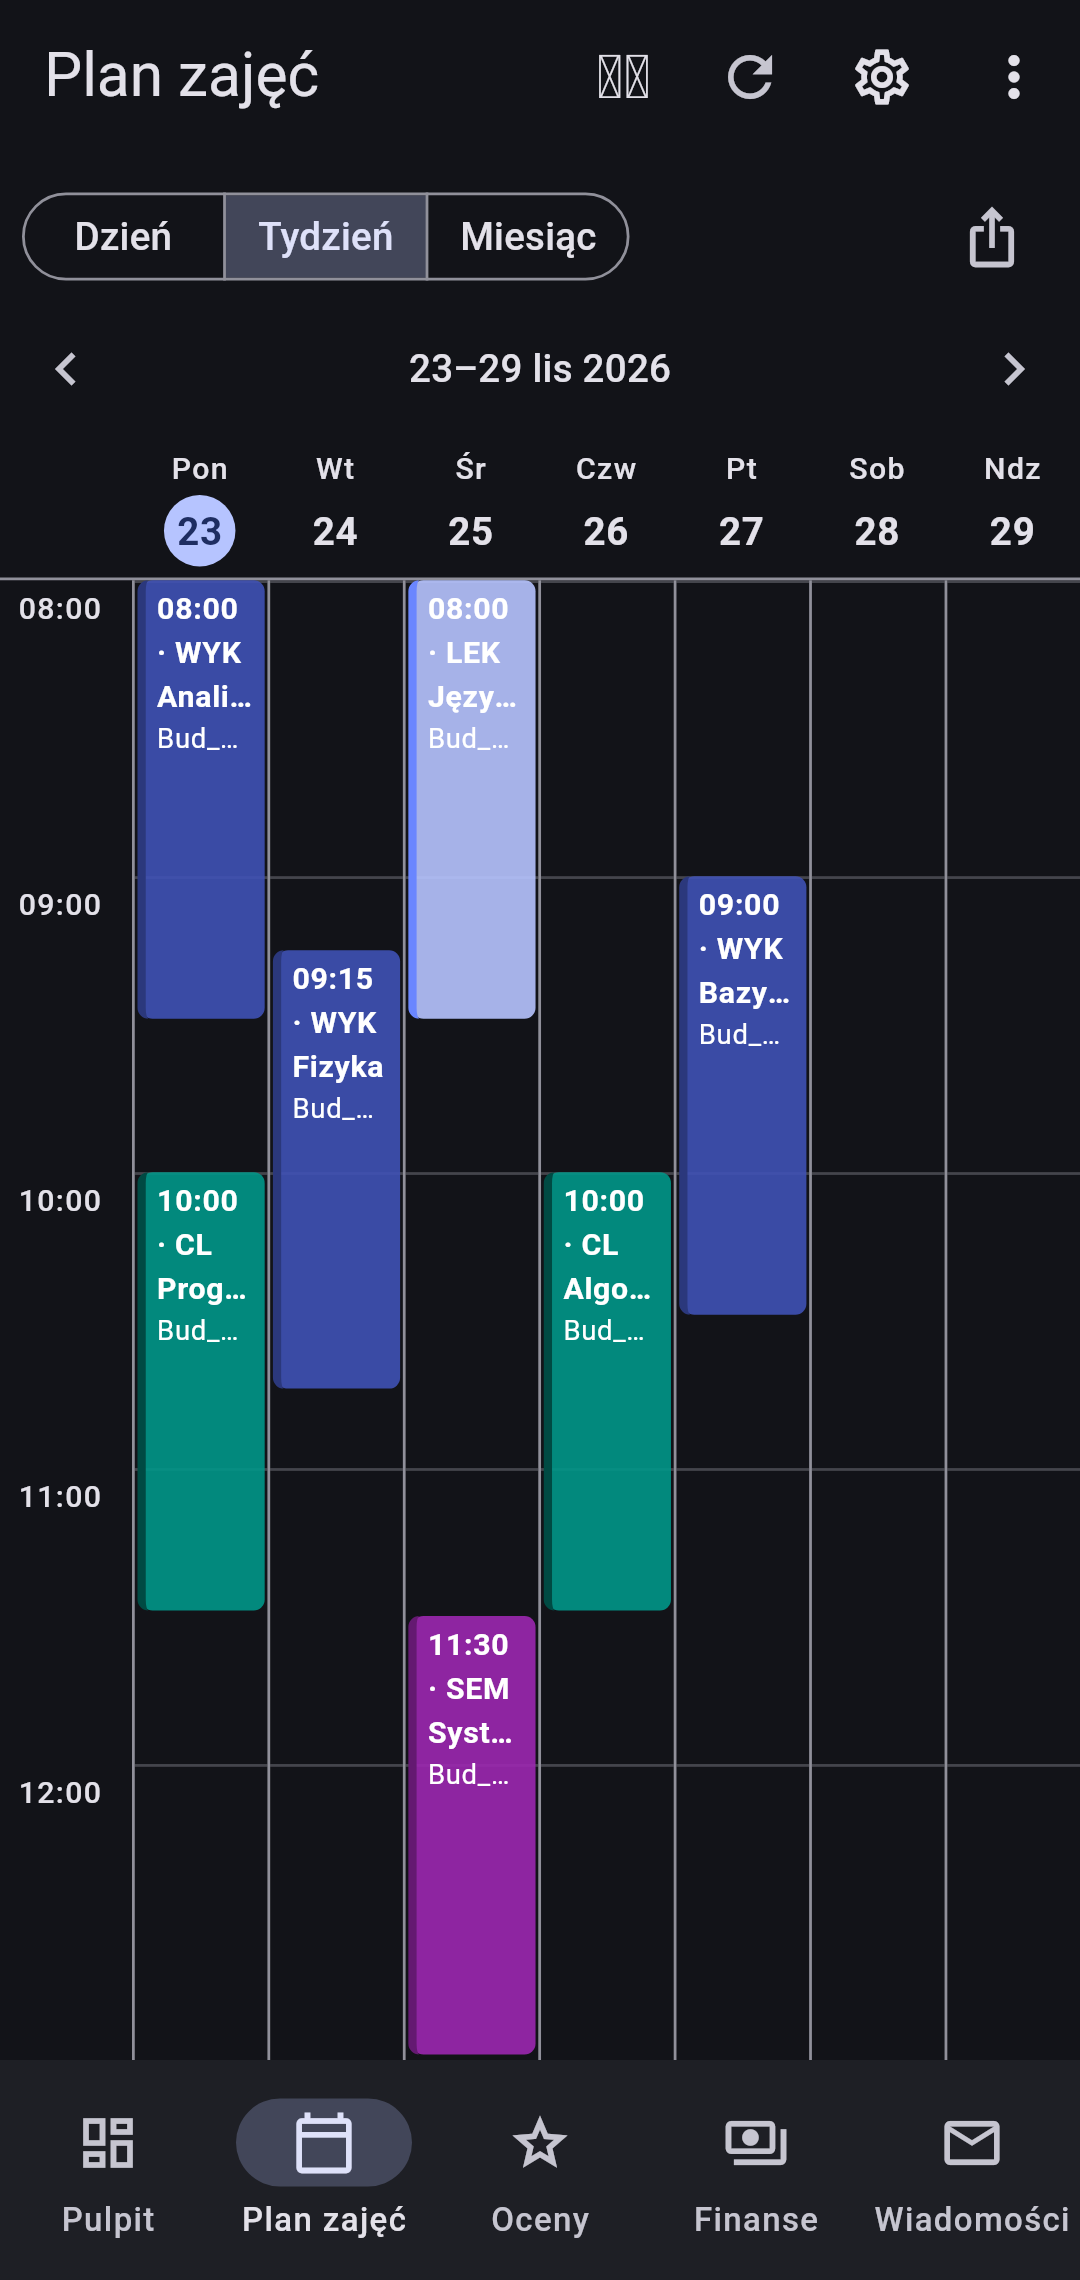 Plan zajęć
Dzień
Tydzień
Miesiąc
23–29 lis 2026
Pon
Wt
Śr
Czw
Pt
Sob
Ndz
23
24
25
26
27
28
29
08:00
09:00
10:00
11:00
12:00
08:00
· WYK
Anali…
Bud_…
10:00
· CL
Prog…
Bud_…
09:15
· WYK
Fizyka
Bud_…
08:00
· LEK
Języ…
Bud_…
11:30
· SEM
Syst…
Bud_…
10:00
· CL
Algo…
Bud_…
09:00
· WYK
Bazy…
Bud_…
Pulpit
Plan zajęć
Oceny
Finanse
Wiadomości